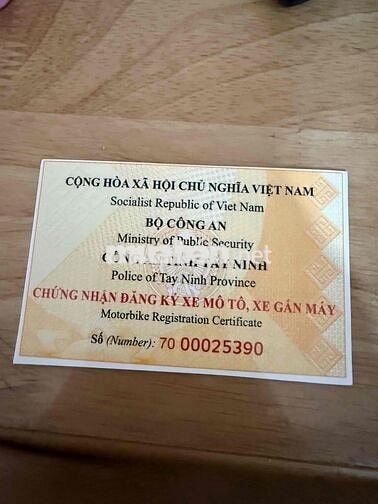 CỘNG HÒA XÃ HỘI CHỦ NGHĨA VIỆT NAM
Socialist Republic of Viet Nam
BỘ CÔNG AN
Ministry of Public Security
TỈNH TÂY NINH
Police of Tay Ninh Province
CHỨNG NHẬN ĐĂNG KÝ XE MÔ TÔ, XE GẮN MÁY
Motorbike Registration Certificate
Số (Number): 70 00025390